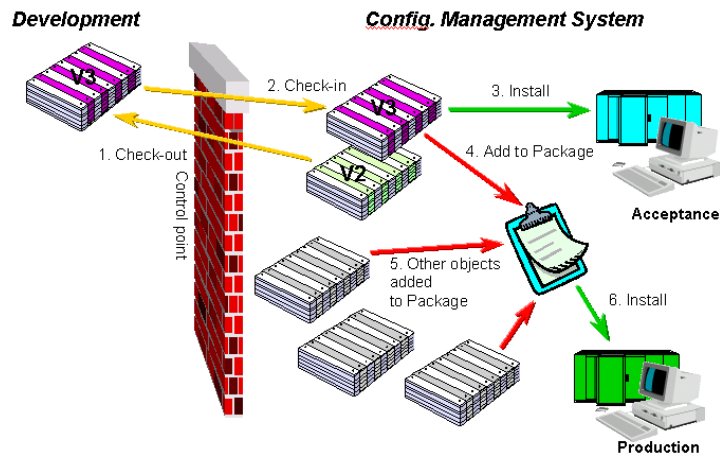 Development
Config. Management System
V3
2. Check-in
V3
3. Install
1. Check-out
V2
4. Add to Package
Control point
Acceptance
5. Other objects
added
to Package
6. Install
Production